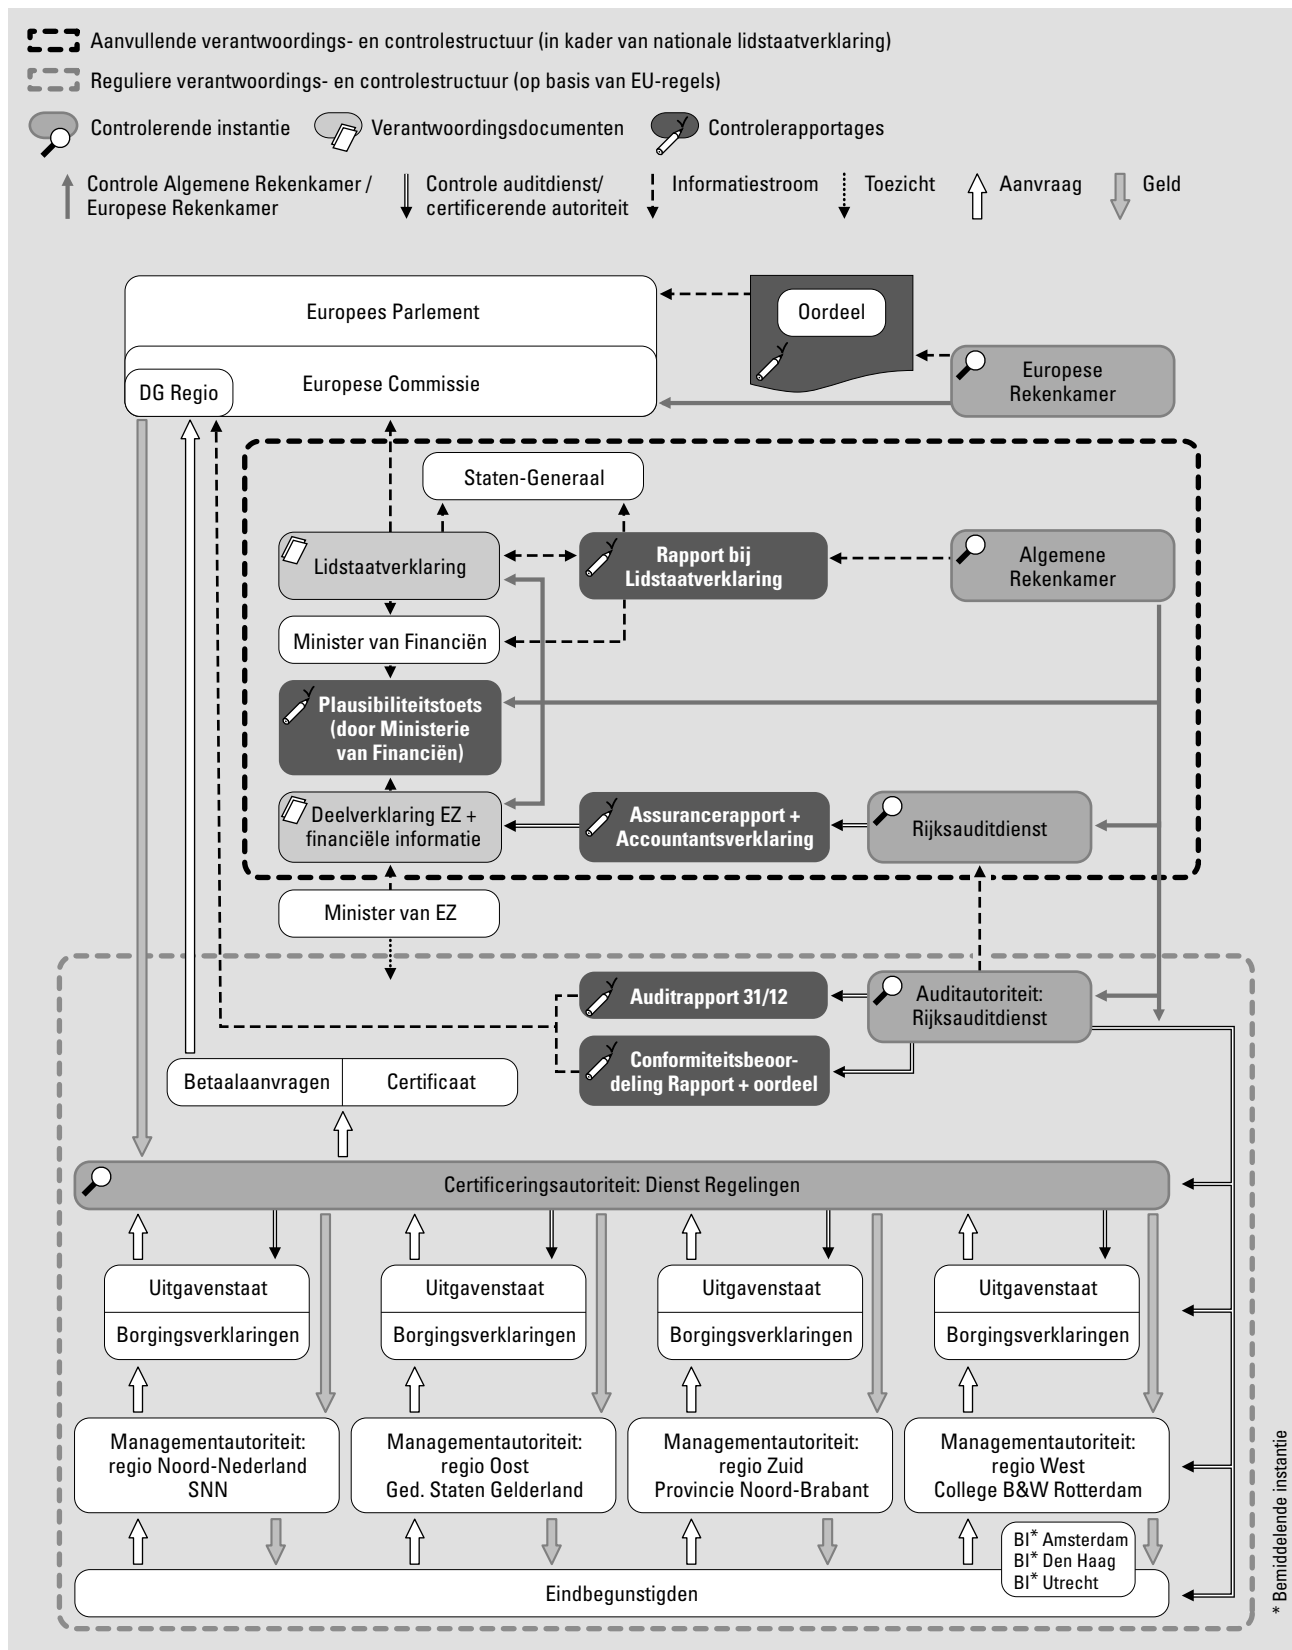 Aanvullende verantwoordings- en controlestructuur (in kader van nationale lidstaatverklaring)
Reguliere verantwoordings- en controlestructuur (op basis van EU-regels)
Controlerende instantie
Verantwoordingsdocumenten
Controlerapportages
Controle Algemene Rekenkamer /
Europese Rekenkamer
Controle auditdienst/
certificerende autoriteit
Informatiestroom
Toezicht
Aanvraag
Geld
Europees Parlement
Oordeel
Europese Commissie
DG Regio
Europese
Rekenkamer
Staten-Generaal
Lidstaatverklaring
Rapport bij
Lidstaatverklaring
Algemene
Rekenkamer
Minister van Financiën
Plausibiliteitstoets
(door Ministerie
van Financiën)
Deelverklaring EZ +
financiële informatie
Assurancerapport +
Accountantsverklaring
Rijksauditdienst
Minister van EZ
Auditrapport 31/12
Auditautoriteit:
Rijksauditdienst
Conformiteitsbeoor-
deling Rapport + oordeel
Betaalaanvragen
Certificaat
Certificeringsautoriteit: Dienst Regelingen
Uitgavenstaat
Borgingsverklaringen
Uitgavenstaat
Borgingsverklaringen
Uitgavenstaat
Borgingsverklaringen
Uitgavenstaat
Borgingsverklaringen
Managementautoriteit:
regio Noord-Nederland
SNN
Managementautoriteit:
regio Oost
Ged. Staten Gelderland
Managementautoriteit:
regio Zuid
Provincie Noord-Brabant
Managementautoriteit:
regio West
College B&W Rotterdam
BI* Amsterdam
BI* Den Haag
BI* Utrecht
Eindbegunstigden
* Bemiddelende instantie